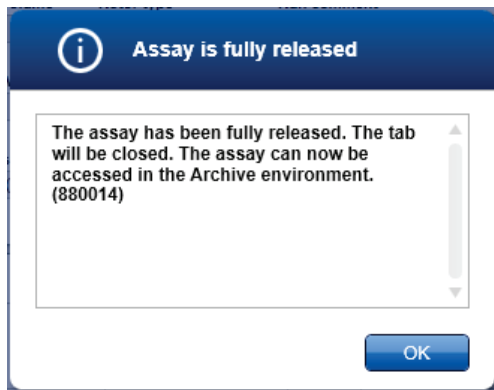 Assay is fully released
The assay has been fully released. The tab
will be closed. The assay can now be
accessed in the Archive environment.
(880014)
OK